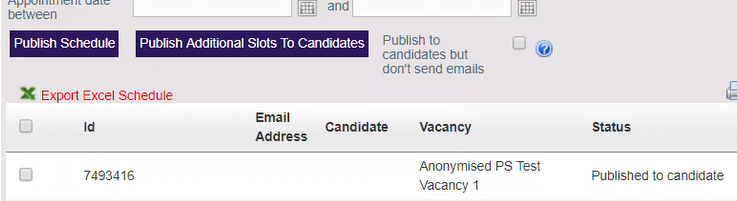 Appointment date
between
and
Publish Schedule
Publish Additional Slots To Candidates
Publish to
candidates but
don't send emails
?
Export Excel Schedule
Id
Email
Address
Candidate
Vacancy
Status
7493416
Anonymised PS Test
Vacancy 1
Published to candidate